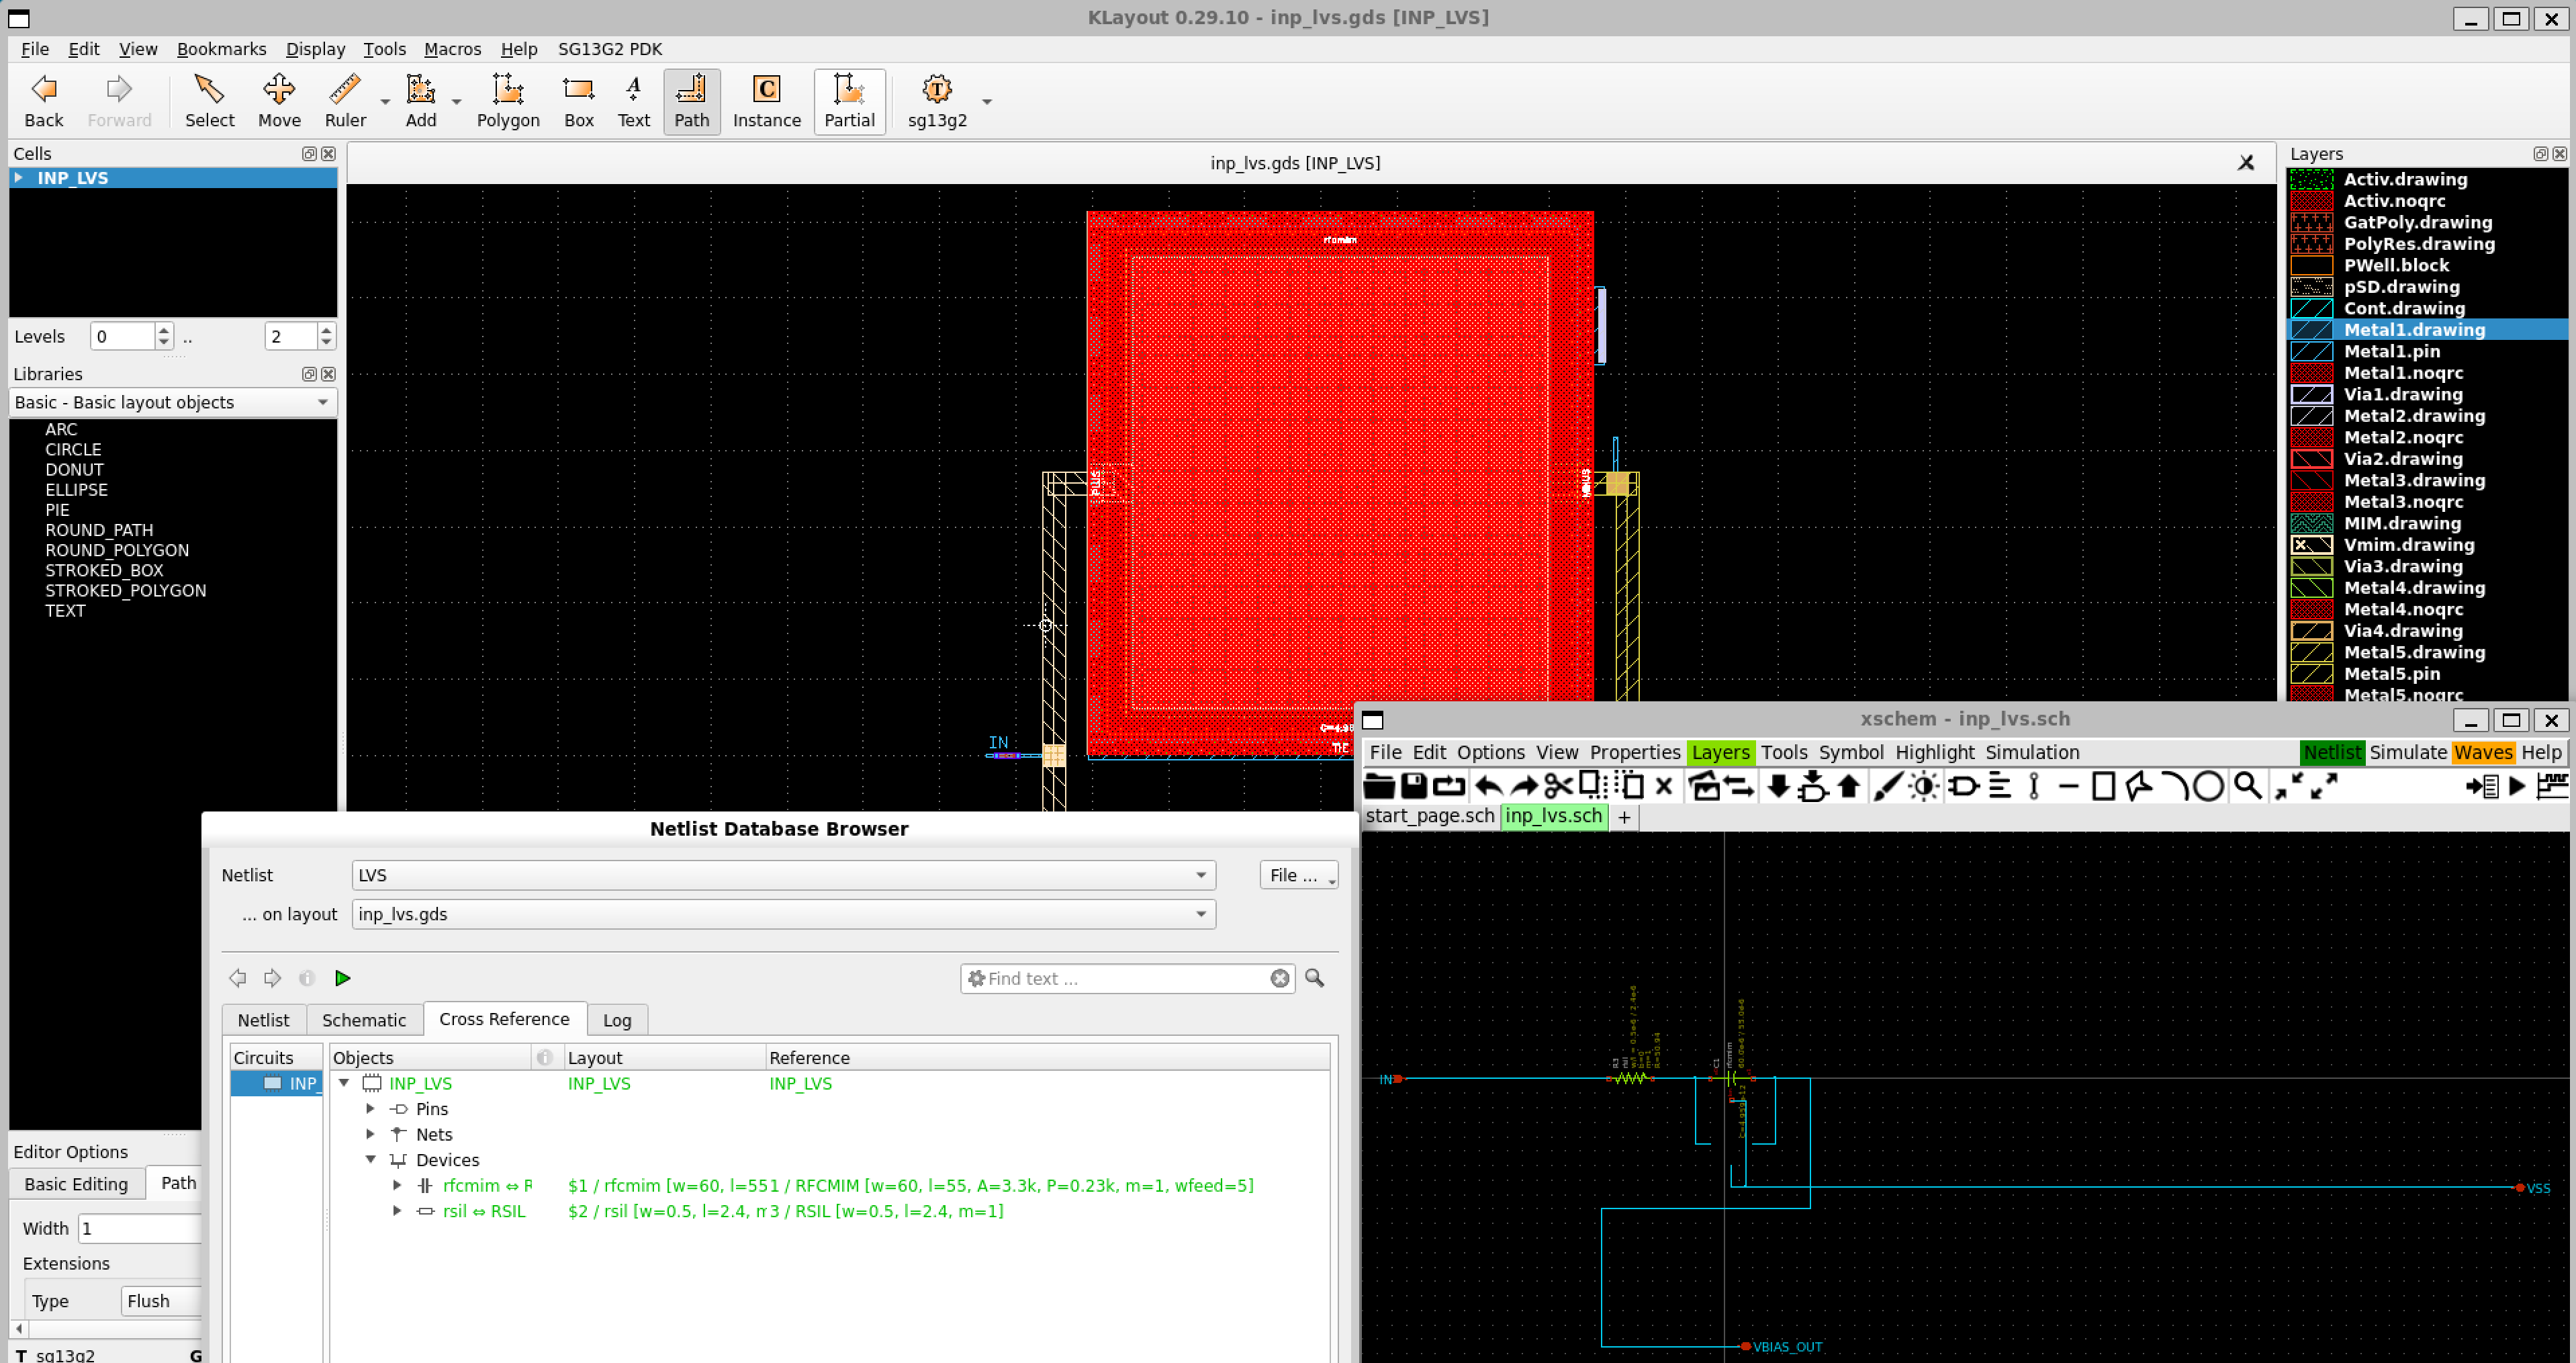 KLayout 0.29.10 - inp_lvs.gds [INP_LVS]
File Edit View Bookmarks Display Tools Macros Help SG13G2 PDK
Back Forward Select Move Ruler Add Polygon Box Text Path Instance Partial sg13g2
Cells
INP_LVS
Levels 0 .. 2
Libraries
Basic - Basic layout objects
ARC
CIRCLE
DONUT
ELLIPSE
PIE
ROUND_PATH
ROUND_POLYGON
STROKED_BOX
STROKED_POLYGON
TEXT
Editor Options
Basic Editing Path
Width 1
Extensions
Type Flush
T sg13g2 G
inp_lvs.gds [INP_LVS]
rfcmim
IN
Layers
Activ.drawing
Activ.noqrc
GatPoly.drawing
PolyRes.drawing
PWell.block
pSD.drawing
Cont.drawing
Metal1.drawing
Metal1.pin
Metal1.noqrc
Via1.drawing
Metal2.drawing
Metal2.noqrc
Via2.drawing
Metal3.drawing
Metal3.noqrc
MIM.drawing
Vmim.drawing
Via3.drawing
Metal4.drawing
Metal4.noqrc
Via4.drawing
Metal5.drawing
Metal5.pin
Metal5.noqrc
Netlist Database Browser
Netlist LVS File ...
... on layout inp_lvs.gds
Find text ...
Netlist Schematic Cross Reference Log
Circuits Objects Layout Reference
INP_ INP_LVS INP_LVS INP_LVS
Pins
Nets
Devices
rfcmim ⇔ R $1 / rfcmim [w=60, l=551 / RFCMIM [w=60, l=55, A=3.3k, P=0.23k, m=1, wfeed=5]
rsil ⇔ RSIL $2 / rsil [w=0.5, l=2.4, r3 / RSIL [w=0.5, l=2.4, m=1]
xschem - inp_lvs.sch
File Edit Options View Properties Layers Tools Symbol Highlight Simulation Netlist Simulate Waves Help
start_page.sch inp_lvs.sch +
IN
VSS
VBIAS_OUT